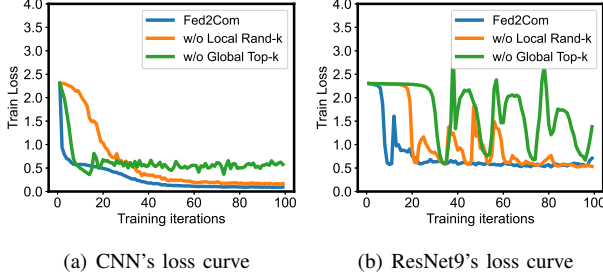 (a)
4.0
3.5
3.0
2.5
2.0
1.5
1.0
0.5
0.0
Train Loss
Fed2Com
w/o Local Rand-k
w/o Global Top-k
0 20 40 60 80 100
Training iterations
(a) CNN's loss curve
(b)
4.0
3.5
3.0
2.5
2.0
1.5
1.0
0.5
0.0
Train Loss
Fed2Com
w/o Local Rand-k
w/o Global Top-k
0 20 40 60 80 100
Training iterations
(b) ResNet9's loss curve